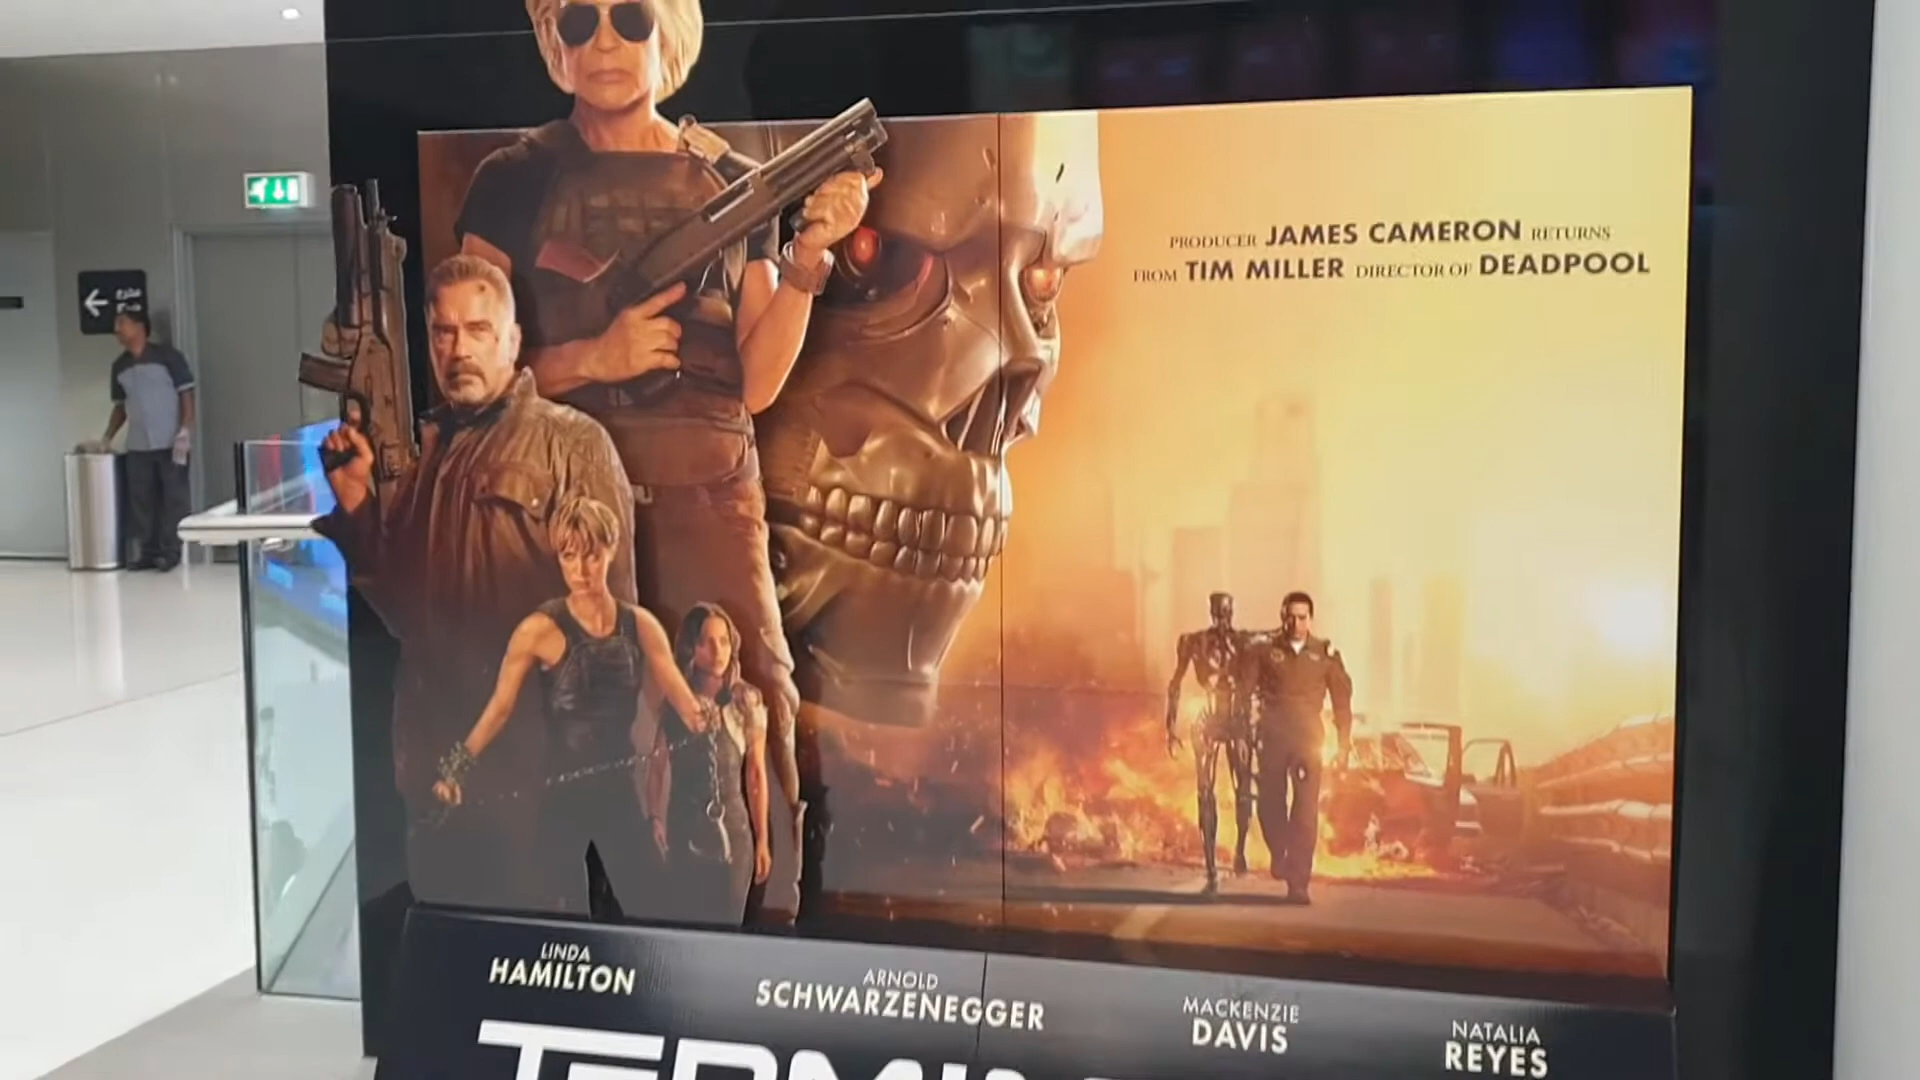 PRODUCER JAMES CAMERON RETURNS
FROM TIM MILLER DIRECTOR OF DEADPOOL
LINDA
HAMILTON
ARNOLD
SCHWARZENEGGER
MACKENZIE
DAVIS
NATALIA
REYES